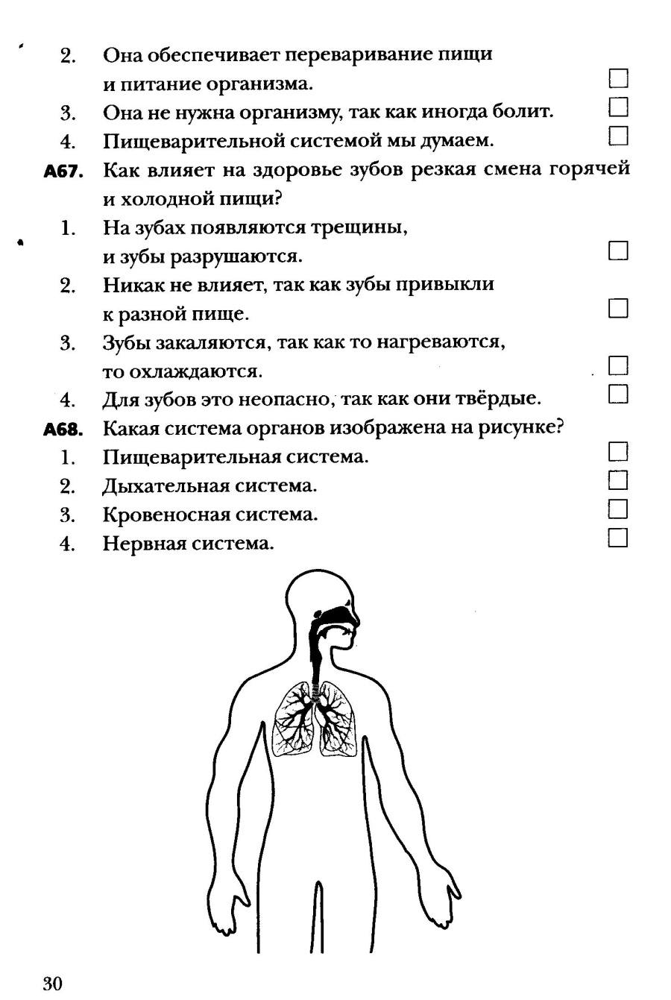 2. Она обеспечивает переваривание пищи
и питание организма.
3. Она не нужна организму, так как иногда болит.
4. Пищеварительной системой мы думаем.
А67. Как влияет на здоровье зубов резкая смена горячей
и холодной пищи?
1. На зубах появляются трещины,
и зубы разрушаются.
2. Никак не влияет, так как зубы привыкли
к разной пище.
3. Зубы закаляются, так как то нагреваются,
то охлаждаются.
4. Для зубов это неопасно, так как они твёрдые.
А68. Какая система органов изображена на рисунке?
1. Пищеварительная система.
2. Дыхательная система.
3. Кровеносная система.
4. Нервная система.
30